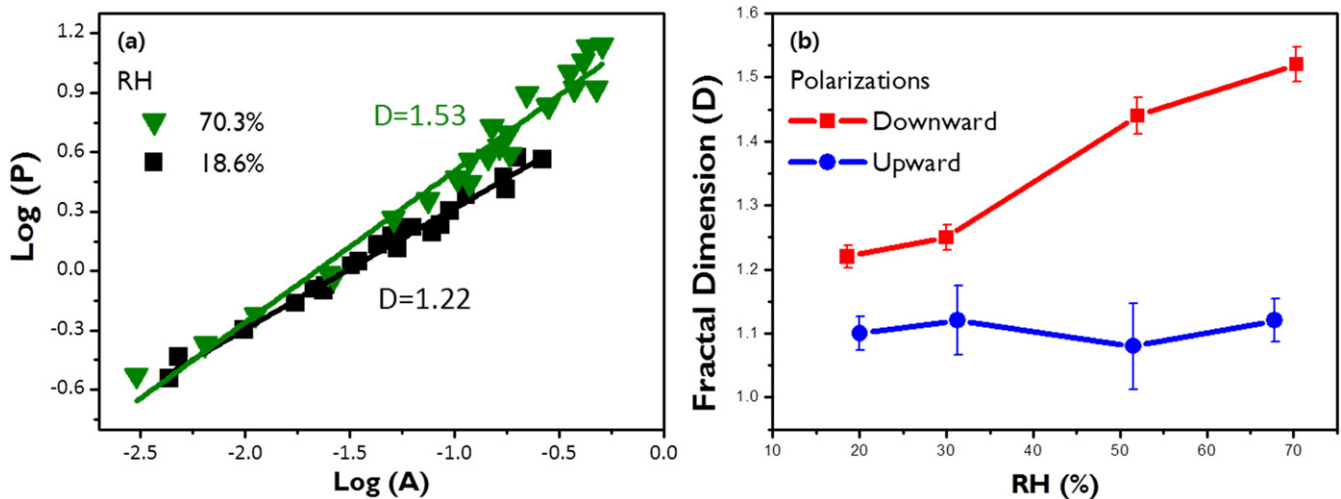 (a)
RH
70.3%
18.6%
D=1.53
D=1.22
1.2
0.9
0.6
0.3
0.0
-0.3
-0.6
Log (P)
-2.5 -2.0 -1.5 -1.0 -0.5 0.0
Log (A)
(b)
Polarizations
Downward
Upward
1.6
1.5
1.4
1.3
1.2
1.1
1.0
Fractal Dimension (D)
10 20 30 40 50 60 70
RH (%)